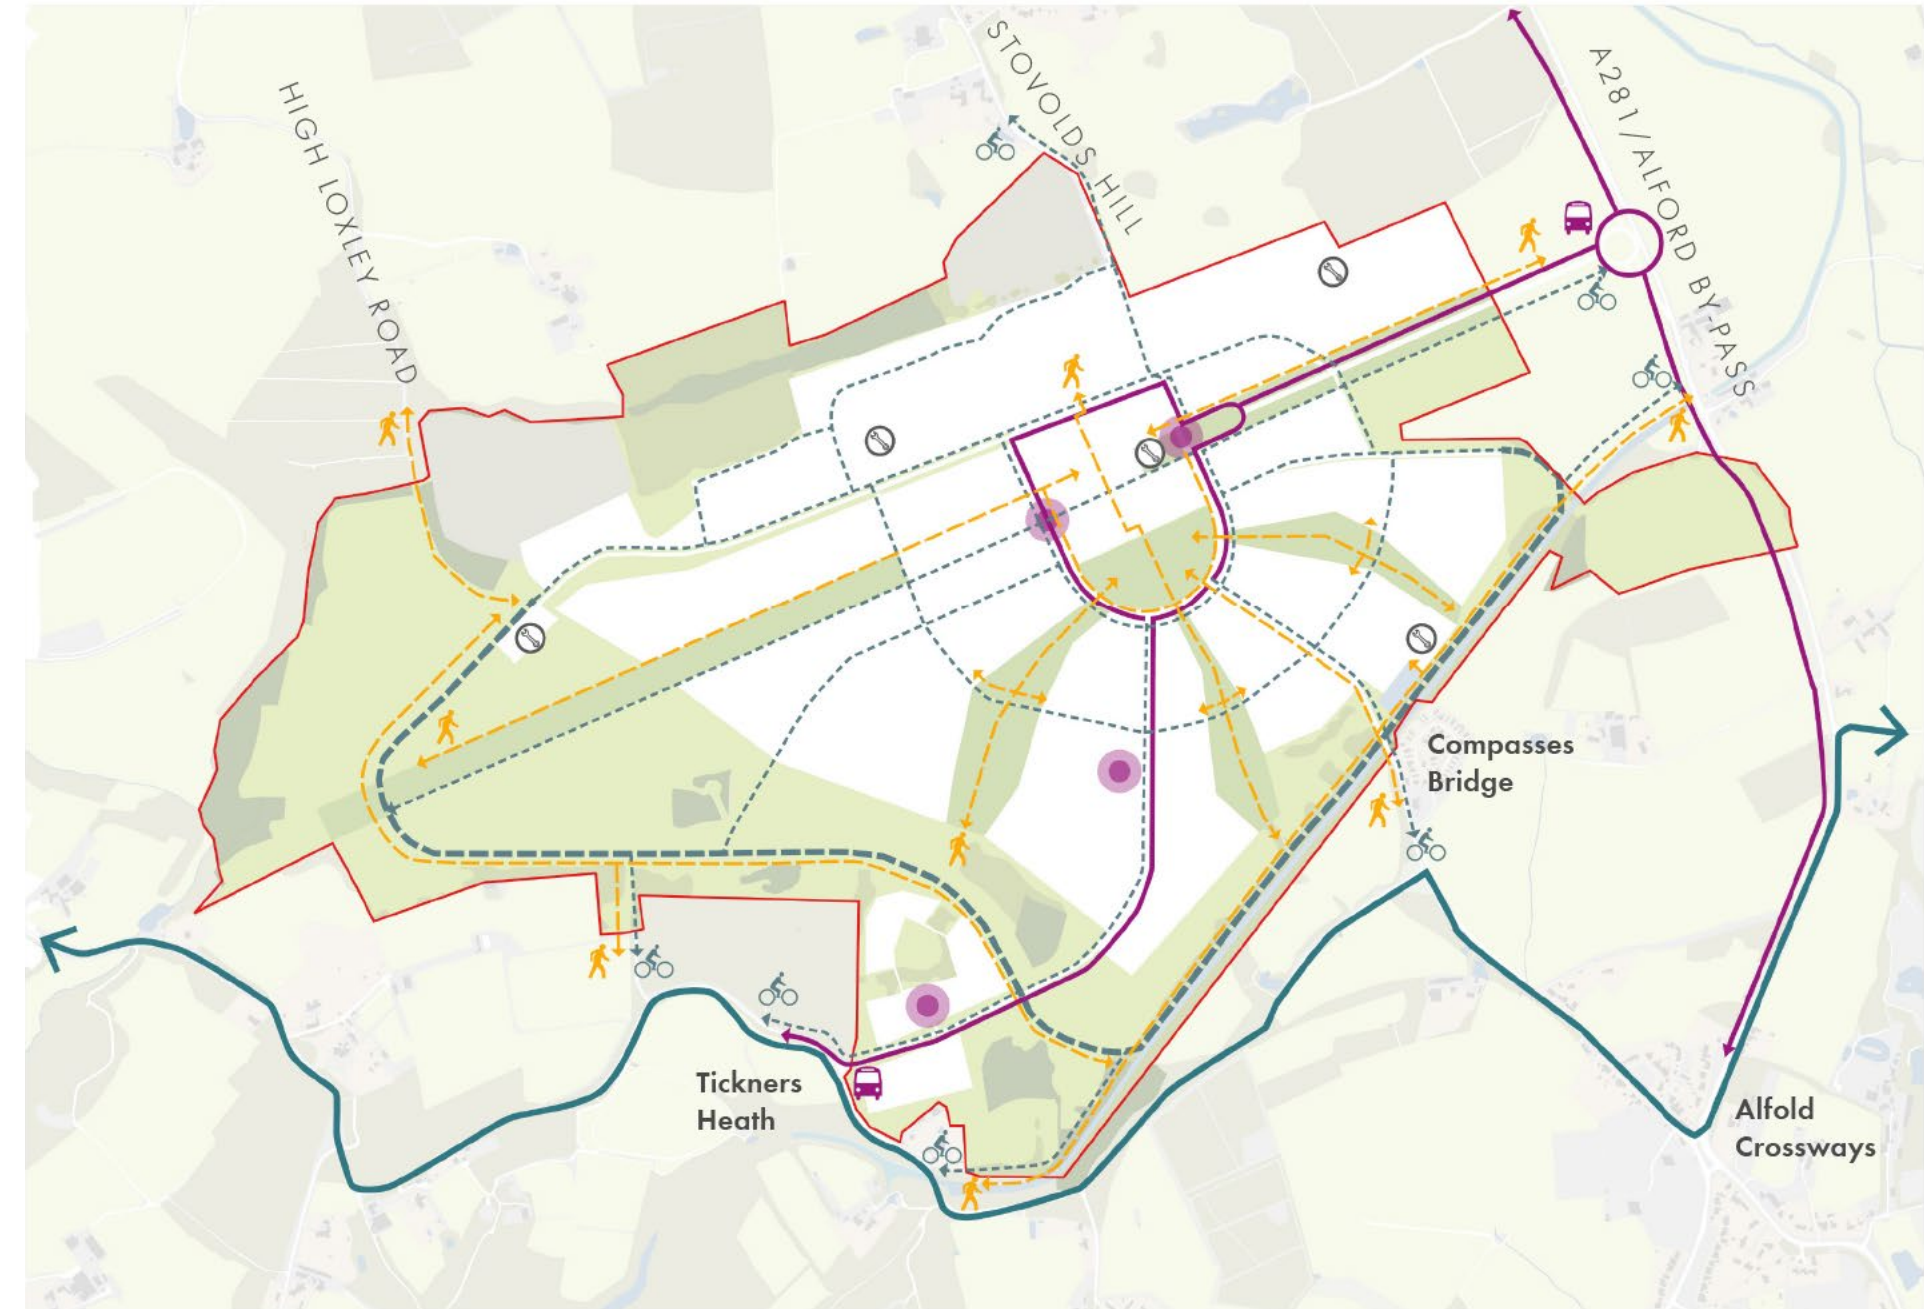 HIGH LOXLEY ROAD
STOVOLDS HILL
A281/ALFORD BY-PASS
Compasses
Bridge
Tickners
Heath
Alfold
Crossways